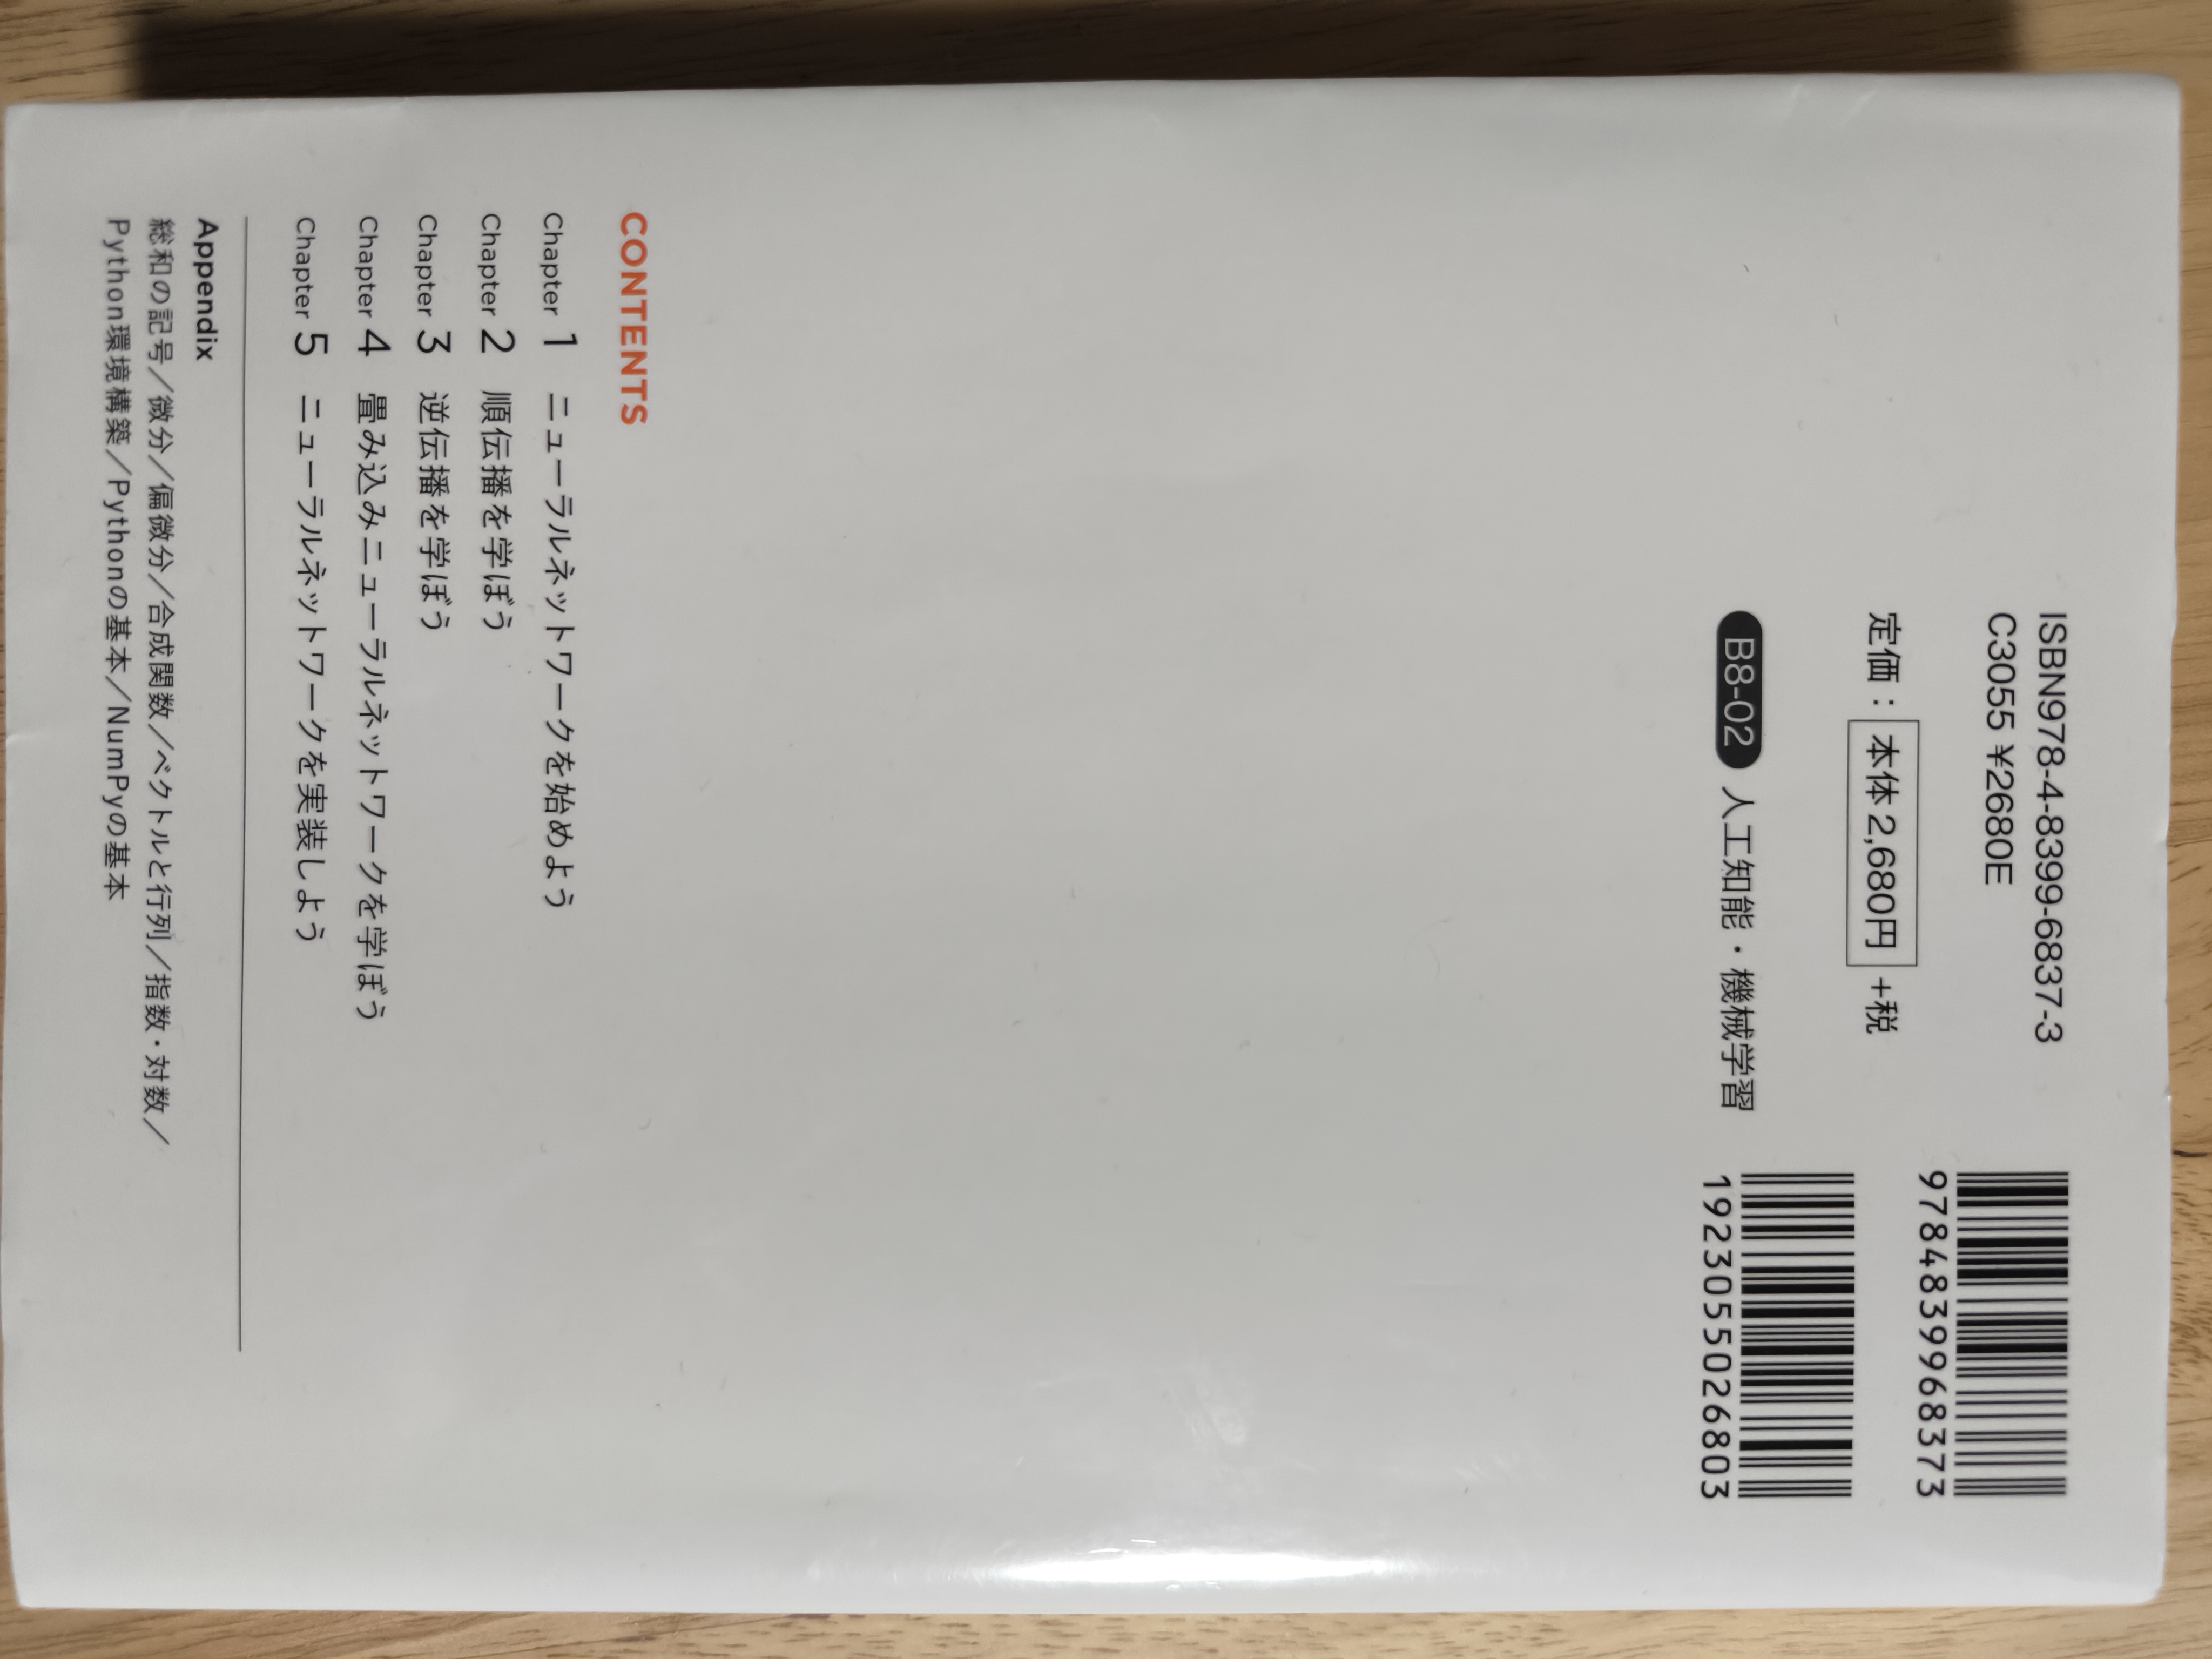 ISBN978-4-8399-6837-3
C3055 ¥2680E
定価：本体2,680円+税
B8-02 人工知能・機械学習
9784839968373
1923055026803
CONTENTS
Chapter 1 ニューラルネットワークを始めよう
Chapter 2 順伝播を学ぼう
Chapter 3 逆伝播を学ぼう
Chapter 4 畳み込みニューラルネットワークを学ぼう
Chapter 5 ニューラルネットワークを実装しよう
Appendix
総和の記号／微分／偏微分／合成関数／ベクトルと行列／指数・対数／
Python環境構築／Pythonの基本／NumPyの基本